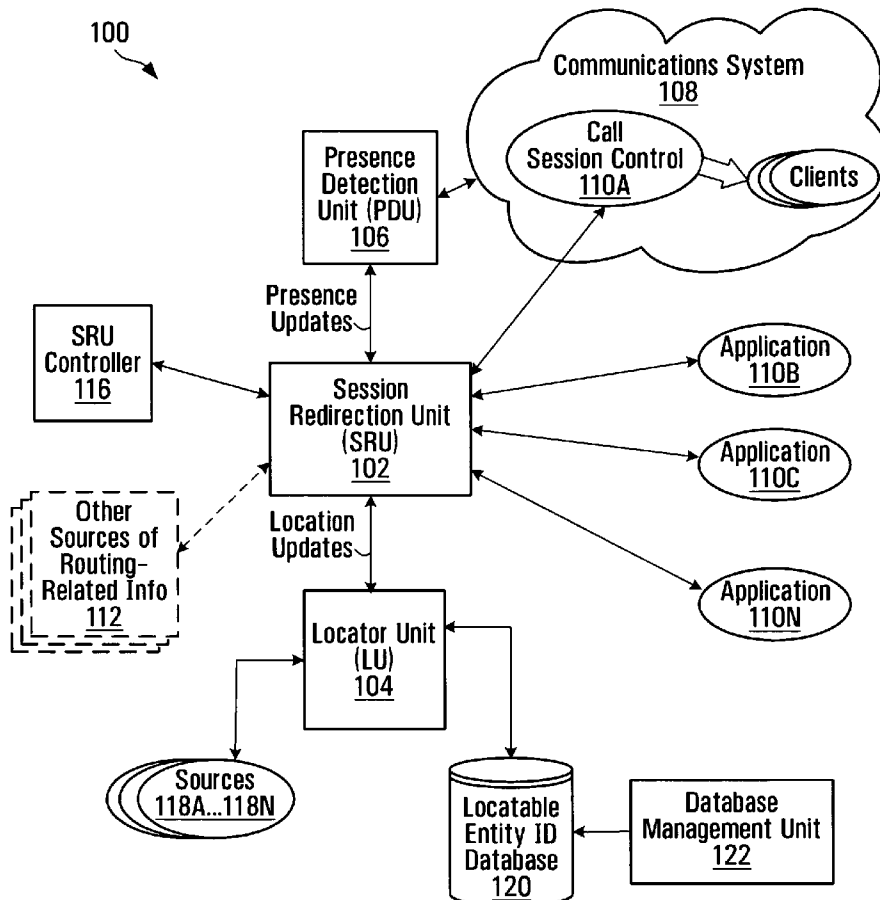 100
Communications System
108
Call
Session Control
110A
Clients
Presence
Detection
Unit (PDU)
106
Presence
Updates
SRU
Controller
116
Session
Redirection Unit
(SRU)
102
Application
110B
Application
110C
Application
110N
Other
Sources of
Routing-
Related Info
112
Location
Updates
Locator Unit
(LU)
104
Sources
118A...118N
Locatable
Entity ID
Database
120
Database
Management Unit
122